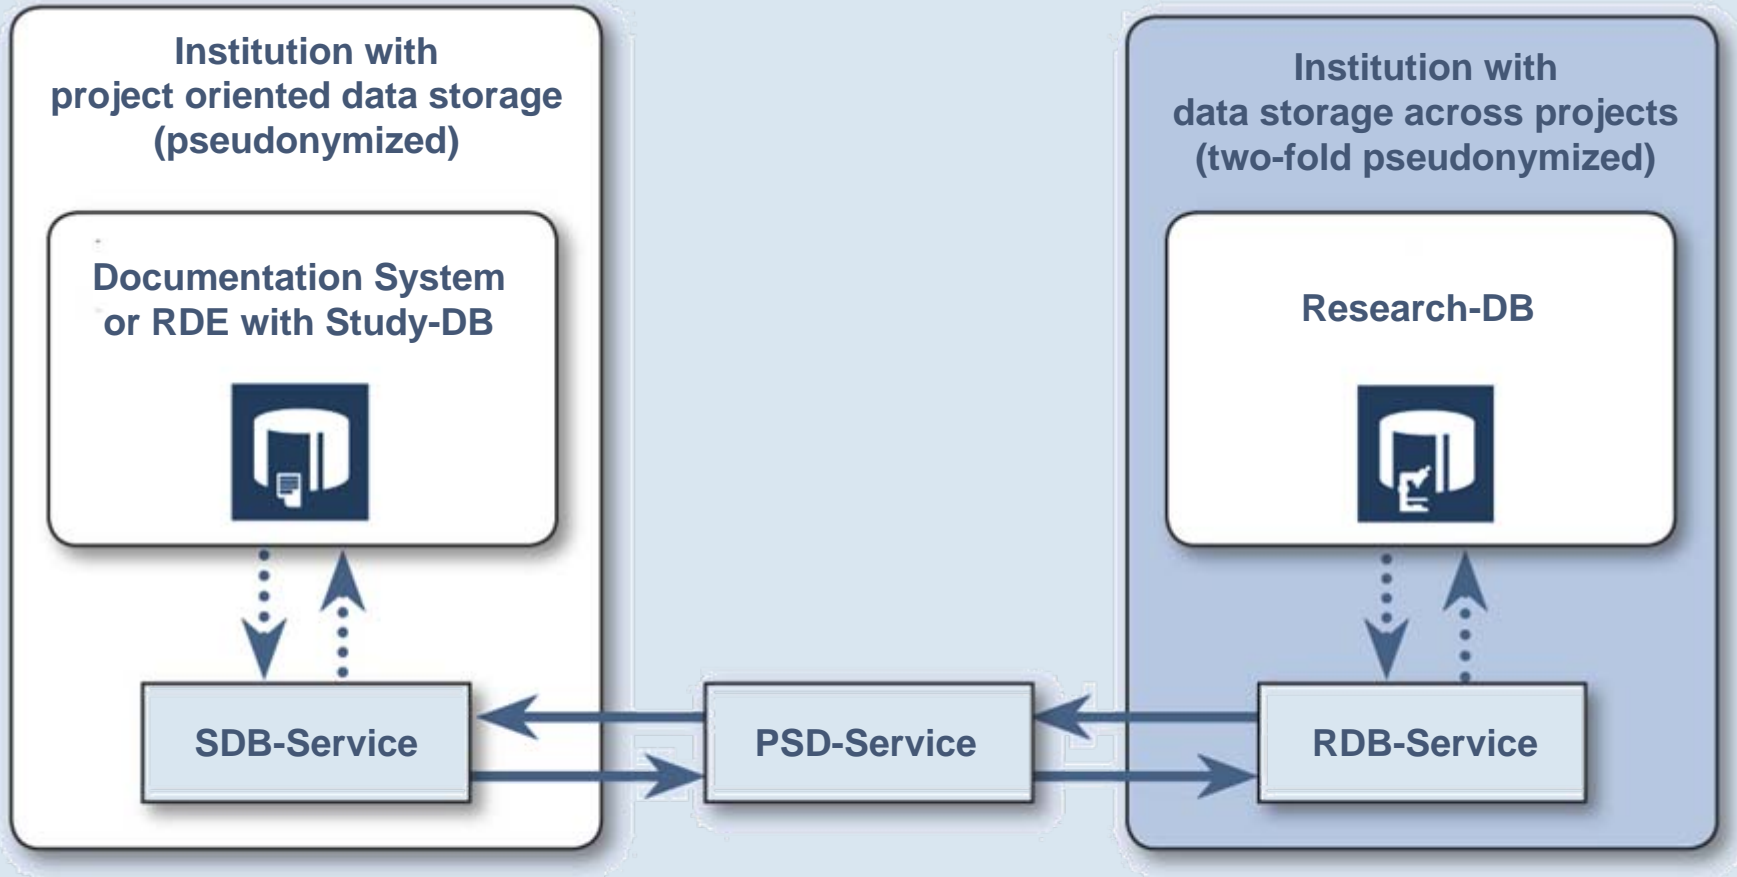 Institution with
project oriented data storage
(pseudonymized)
Documentation System
or RDE with Study-DB
SDB-Service
PSD-Service
Institution with
data storage across projects
(two-fold pseudonymized)
Research-DB
RDB-Service